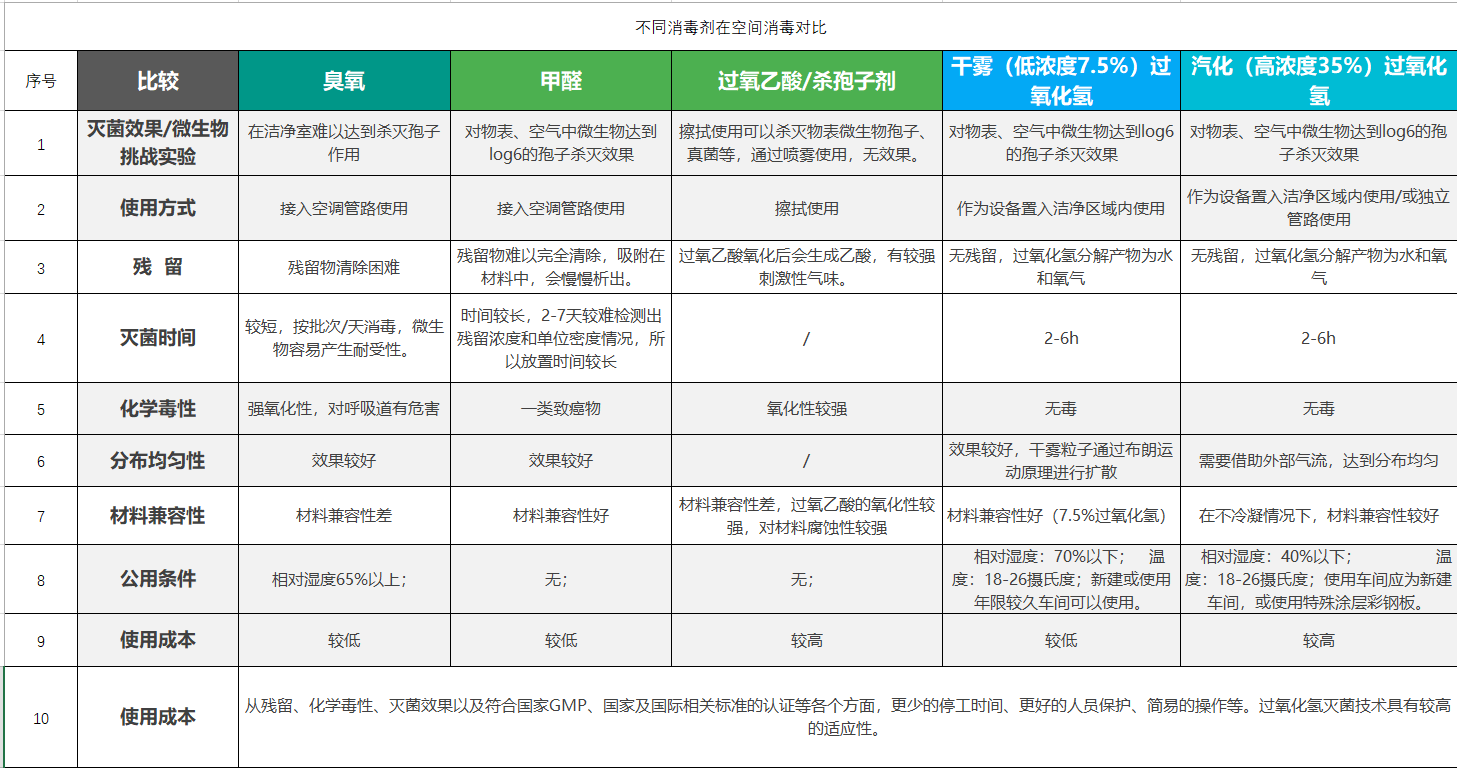 不同消毒剂在空间消毒对比
序号
比较
臭氧
甲醛
过氧乙酸/杀孢子剂
干雾（低浓度7.5%）过
氧化氢
汽化（高浓度35%）过氧化
氢
1
灭菌效果/微生物
挑战实验
在洁净室难以达到杀灭孢子
作用
对物表、空气中微生物达到
log6的孢子杀灭效果
擦拭使用可以杀灭物表微生物孢子、
真菌等，通过喷雾使用，无效果。
对物表、空气中微生物达到log6
的孢子杀灭效果
对物表、空气中微生物达到log6的孢
子杀灭效果
2
使用方式
接入空调管路使用
接入空调管路使用
擦拭使用
作为设备置入洁净区域内使用
作为设备置入洁净区域内使用/或独立
管路使用
3
残 留
残留物清除困难
残留物难以完全清除，吸附在
材料中，会慢慢析出。
过氧乙酸氧化后会生成乙酸，有较强
刺激性气味。
无残留，过氧化氢分解产物为水
和氧气
无残留，过氧化氢分解产物为水和氧
气
4
灭菌时间
较短，按批次/天消毒，微生
物容易产生耐受性。
时间较长，2-7天较难检测出
残留浓度和单位密度情况，所
以放置时间较长
/
2-6h
2-6h
5
化学毒性
强氧化性，对呼吸道有危害
一类致癌物
氧化性较强
无毒
无毒
6
分布均匀性
效果较好
效果较好
/
效果较好，干雾粒子通过布朗运
动原理进行扩散
需要借助外部气流，达到分布均匀
7
材料兼容性
材料兼容性差
材料兼容性好
材料兼容性差，过氧乙酸的氧化性较
强，对材料腐蚀性较强
材料兼容性好（7.5%过氧化氢）
在不冷凝情况下，材料兼容性较好
8
公用条件
相对湿度65%以上；
无；
无；
相对湿度：70%以下； 温
度：18-26摄氏度；新建或使用
年限较久车间可以使用。
相对湿度：40%以下； 温
度：18-26摄氏度；使用车间应为新建
车间，或使用特殊涂层彩钢板。
9
使用成本
较低
较低
较高
较低
较高
10
使用成本
从残留、化学毒性、灭菌效果以及符合国家GMP、国家及国际相关标准的认证等各个方面，更少的停工时间、更好的人员保护、简易的操作等。过氧化氢灭菌技术具有较高
的适应性。